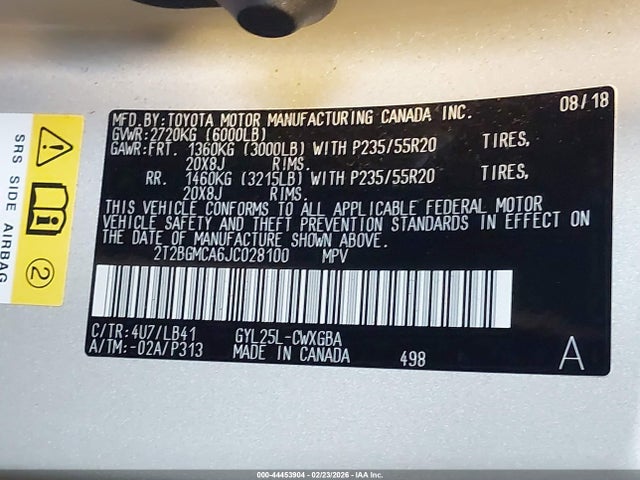 MFD.BY:TOYOTA MOTOR MANUFACTURING CANADA INC. 08/18
GVWR:2720KG (6000LB)
GAWR:FRT. 1360KG (3000LB) WITH P235/55R20 TIRES,
20X8J RIMS.
RR. 1460KG (3215LB) WITH P235/55R20 TIRES,
20X8J RIMS.
THIS VEHICLE CONFORMS TO ALL APPLICABLE FEDERAL MOTOR
VEHICLE SAFETY AND THEFT PREVENTION STANDARDS IN EFFECT ON
THE DATE OF MANUFACTURE SHOWN ABOVE.
2T2BGMCA6JC028100 MPV
C/TR:4U7/LB41 GYL25L-CWXGBA
A/TM:-02A/P313 MADE IN CANADA 498 A
SRS SIDE AIRBAG
2
000-44453904 - 02/23/2026 - IAA Inc.